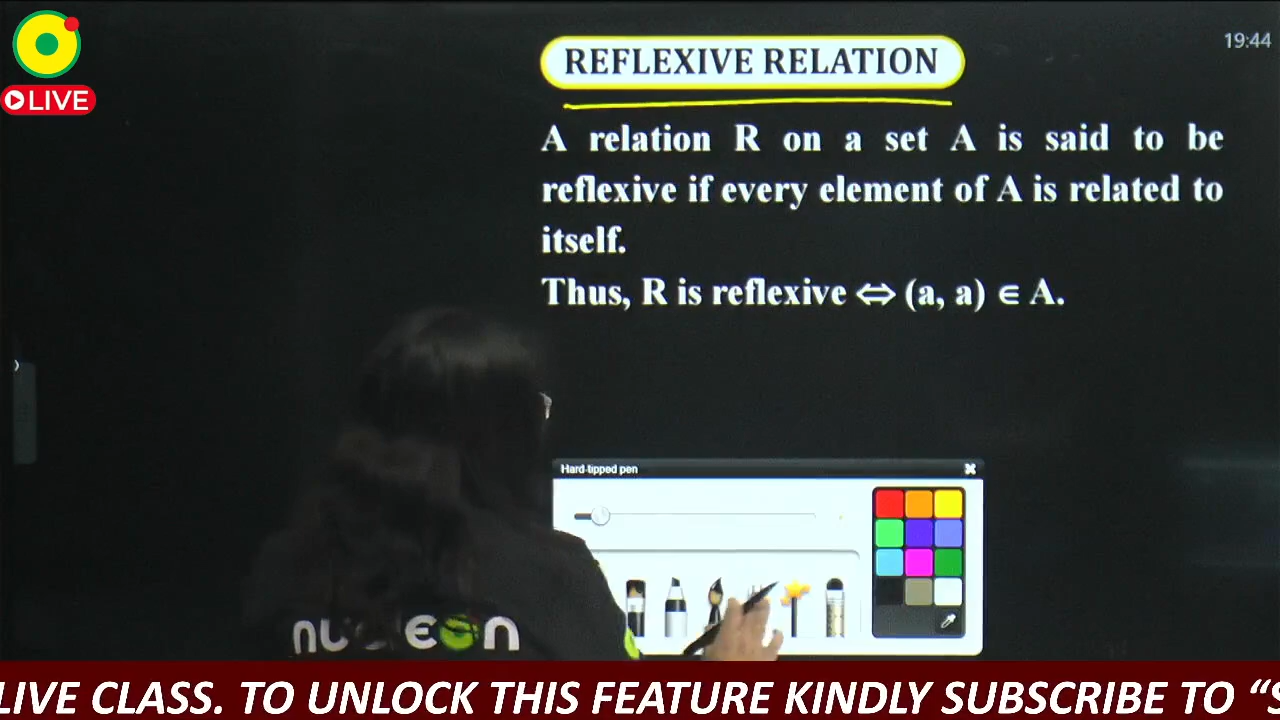 19:44
REFLEXIVE RELATION
LIVE
A relation R on a set A is said to be
reflexive if every element of A is related to
itself.
Thus, R is reflexive ⇔ (a, a) ∈ A.
Hard-tipped pen
LIVE CLASS. TO UNLOCK THIS FEATURE KINDLY SUBSCRIBE TO “S